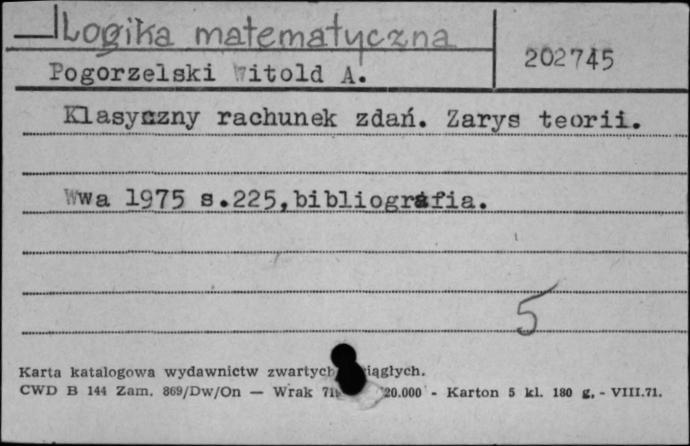 Logika matematyczna
202745
Pogorzelski Witold A.
Klasyczny rachunek zdań. Zarys teorii.
Wwa 1975 s.225,bibliografia.
5
Karta katalogowa wydawnictw zwartych ciągłych.
CWD B 144 Zam. 869/Dw/On — Wrak 20.000 - Karton 5 kl. 180 g. - VIII.71.